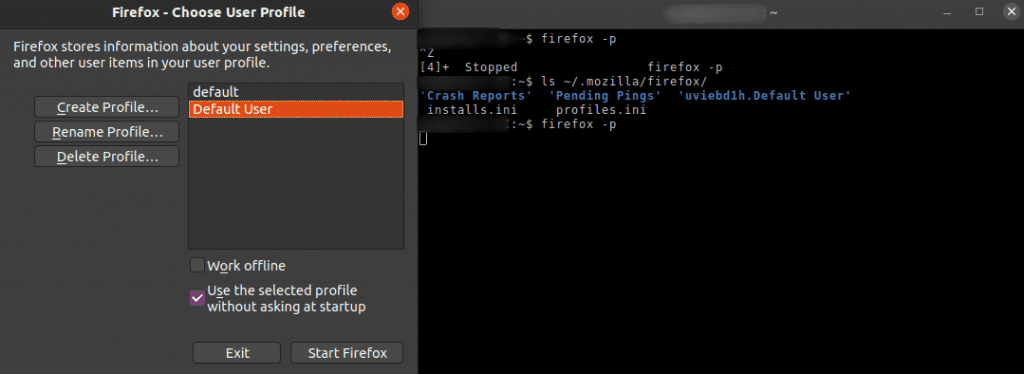 Firefox - Choose User Profile
Firefox stores information about your settings, preferences,
and other user items in your user profile.
Create Profile...
Rename Profile...
Delete Profile...
default
Default User
Work offline
Use the selected profile
without asking at startup
Exit
Start Firefox
~
~$ firefox -p
^Z
[4]+  Stopped                 firefox -p
:~$ ls ~/.mozilla/firefox/
'Crash Reports'  'Pending Pings'  'uviebd1h.Default User'
installs.ini     profiles.ini
:~$ firefox -p